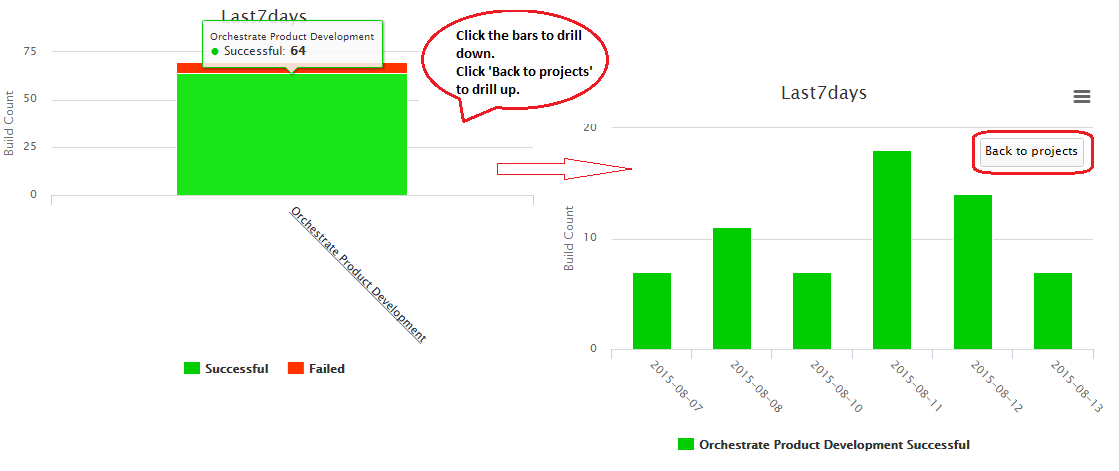 Last7days
Orchestrate Product Development
Successful: 64
75
50
25
0
Build Count
Orchestrate Product Development
Successful
Failed
Click the bars to drill
down.
Click 'Back to projects'
to drill up.
Last7days
Back to projects
20
10
0
Build Count
2015-08-07
2015-08-08
2015-08-10
2015-08-11
2015-08-12
2015-08-13
Orchestrate Product Development Successful